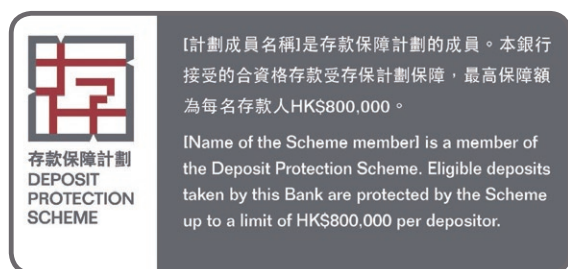 存款保障計劃
DEPOSIT
PROTECTION
SCHEME
[計劃成員名稱]是存款保障計劃的成員。本銀行
接受的合資格存款受存保計劃保障，最高保障額
為每名存款人HK$800,000。
[Name of the Scheme member] is a member of
the Deposit Protection Scheme. Eligible deposits
taken by this Bank are protected by the Scheme
up to a limit of HK$800,000 per depositor.